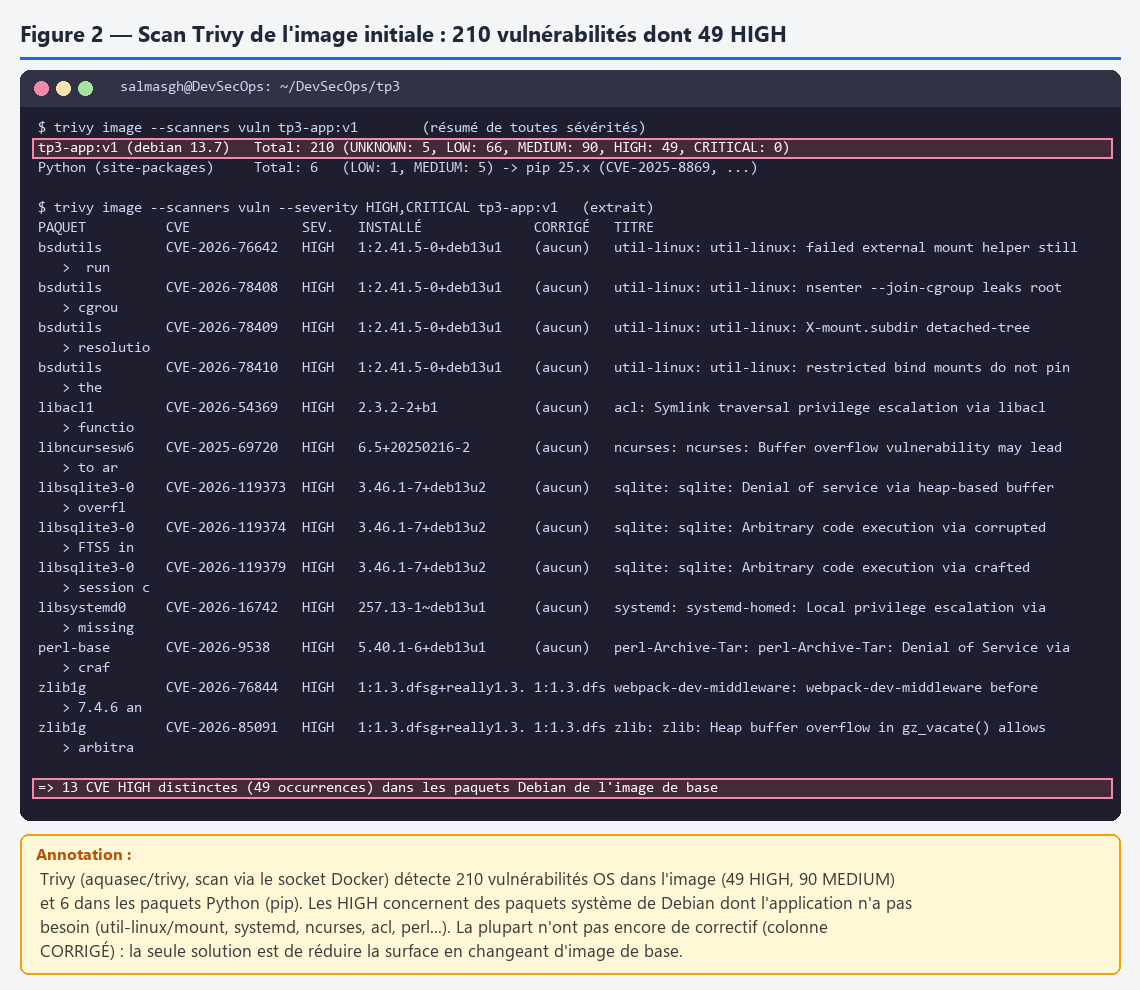 Figure 2 — Scan Trivy de l'image initiale : 210 vulnérabilités dont 49 HIGH
salmasgh@DevSecOps: ~/DevSecOps/tp3
$ trivy image --scanners vuln tp3-app:v1 (résumé de toutes sévérités)
tp3-app:v1 (debian 13.7) Total: 210 (UNKNOWN: 5, LOW: 66, MEDIUM: 90, HIGH: 49, CRITICAL: 0)
Python (site-packages) Total: 6 (LOW: 1, MEDIUM: 5) -> pip 25.x (CVE-2025-8869, ...)
$ trivy image --scanners vuln --severity HIGH,CRITICAL tp3-app:v1 (extrait)
PAQUET CVE SEV. INSTALLÉ CORRIGÉ TITRE
bsdutils CVE-2026-76642 HIGH 1:2.41.5-0+deb13u1 (aucun) util-linux: util-linux: failed external mount helper still
> run
bsdutils CVE-2026-78408 HIGH 1:2.41.5-0+deb13u1 (aucun) util-linux: util-linux: nsenter --join-cgroup leaks root
> cgrou
bsdutils CVE-2026-78409 HIGH 1:2.41.5-0+deb13u1 (aucun) util-linux: util-linux: X-mount.subdir detached-tree
> resolutio
bsdutils CVE-2026-78410 HIGH 1:2.41.5-0+deb13u1 (aucun) util-linux: util-linux: restricted bind mounts do not pin
> the
libacl1 CVE-2026-54369 HIGH 2.3.2-2+b1 (aucun) acl: Symlink traversal privilege escalation via libacl
> functio
libncursesw6 CVE-2025-69720 HIGH 6.5+20250216-2 (aucun) ncurses: ncurses: Buffer overflow vulnerability may lead
> to ar
libsqlite3-0 CVE-2026-119373 HIGH 3.46.1-7+deb13u2 (aucun) sqlite: sqlite: Denial of service via heap-based buffer
> overfl
libsqlite3-0 CVE-2026-119374 HIGH 3.46.1-7+deb13u2 (aucun) sqlite: sqlite: Arbitrary code execution via corrupted
> FTS5 in
libsqlite3-0 CVE-2026-119379 HIGH 3.46.1-7+deb13u2 (aucun) sqlite: sqlite: Arbitrary code execution via crafted
> session c
libsystemd0 CVE-2026-16742 HIGH 257.13-1~deb13u1 (aucun) systemd: systemd-homed: Local privilege escalation via
> missing
perl-base CVE-2026-9538 HIGH 5.40.1-6+deb13u1 (aucun) perl-Archive-Tar: perl-Archive-Tar: Denial of Service via
> craf
zlib1g CVE-2026-76844 HIGH 1:1.3.dfsg+really1.3. 1:1.3.dfs webpack-dev-middleware: webpack-dev-middleware before
> 7.4.6 an
zlib1g CVE-2026-85091 HIGH 1:1.3.dfsg+really1.3. 1:1.3.dfs zlib: zlib: Heap buffer overflow in gz_vacate() allows
> arbitra
=> 13 CVE HIGH distinctes (49 occurrences) dans les paquets Debian de l'image de base
Annotation :
Trivy (aquasec/trivy, scan via le socket Docker) détecte 210 vulnérabilités OS dans l'image (49 HIGH, 90 MEDIUM)
et 6 dans les paquets Python (pip). Les HIGH concernent des paquets système de Debian dont l'application n'a pas
besoin (util-linux/mount, systemd, ncurses, acl, perl...). La plupart n'ont pas encore de correctif (colonne
CORRIGÉ) : la seule solution est de réduire la surface en changeant d'image de base.